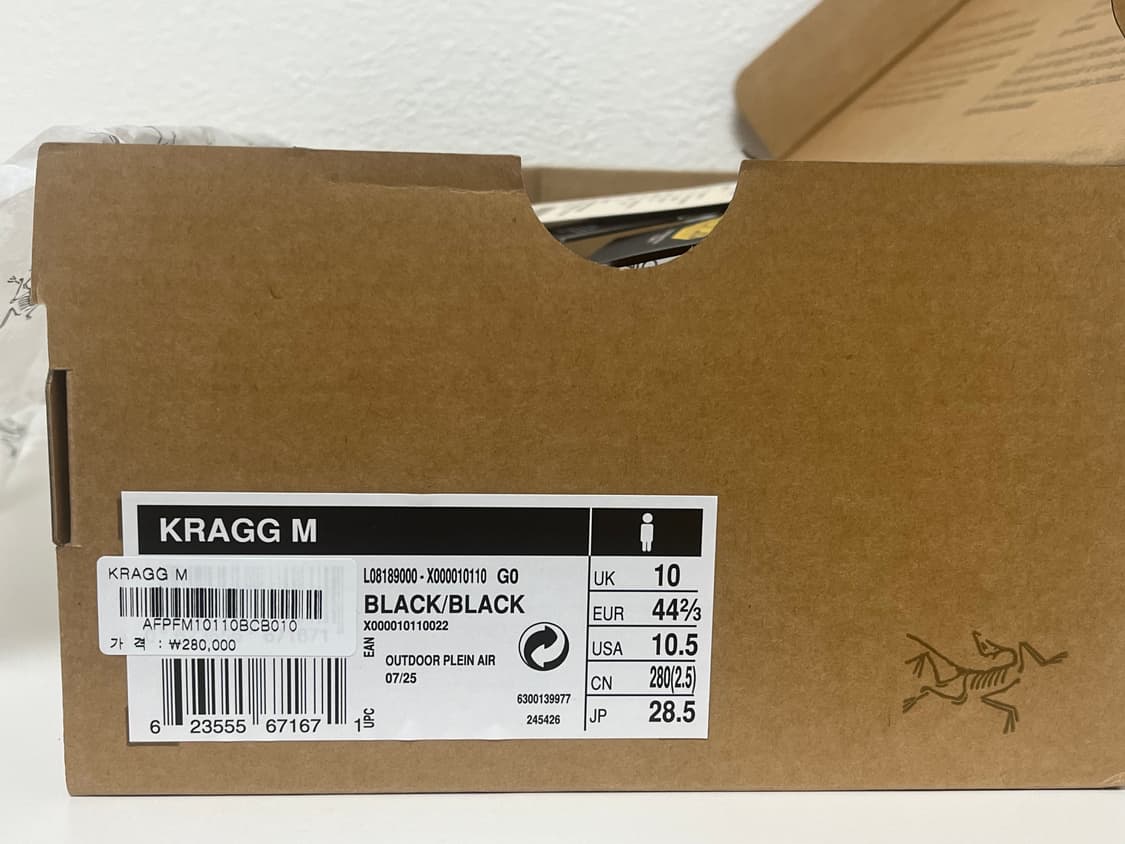 KRAGG M
KRAGG M
AFPFM10110BCB010
가 격 : ₩280,000
L08189000 - X000010110 G0
BLACK/BLACK
X000010110022
EAN
OUTDOOR PLEIN AIR
07/25
6300139977
245426
6 23555 67167 1
UPC
UK 10
EUR 44⅔
USA 10.5
CN 280(2.5)
JP 28.5